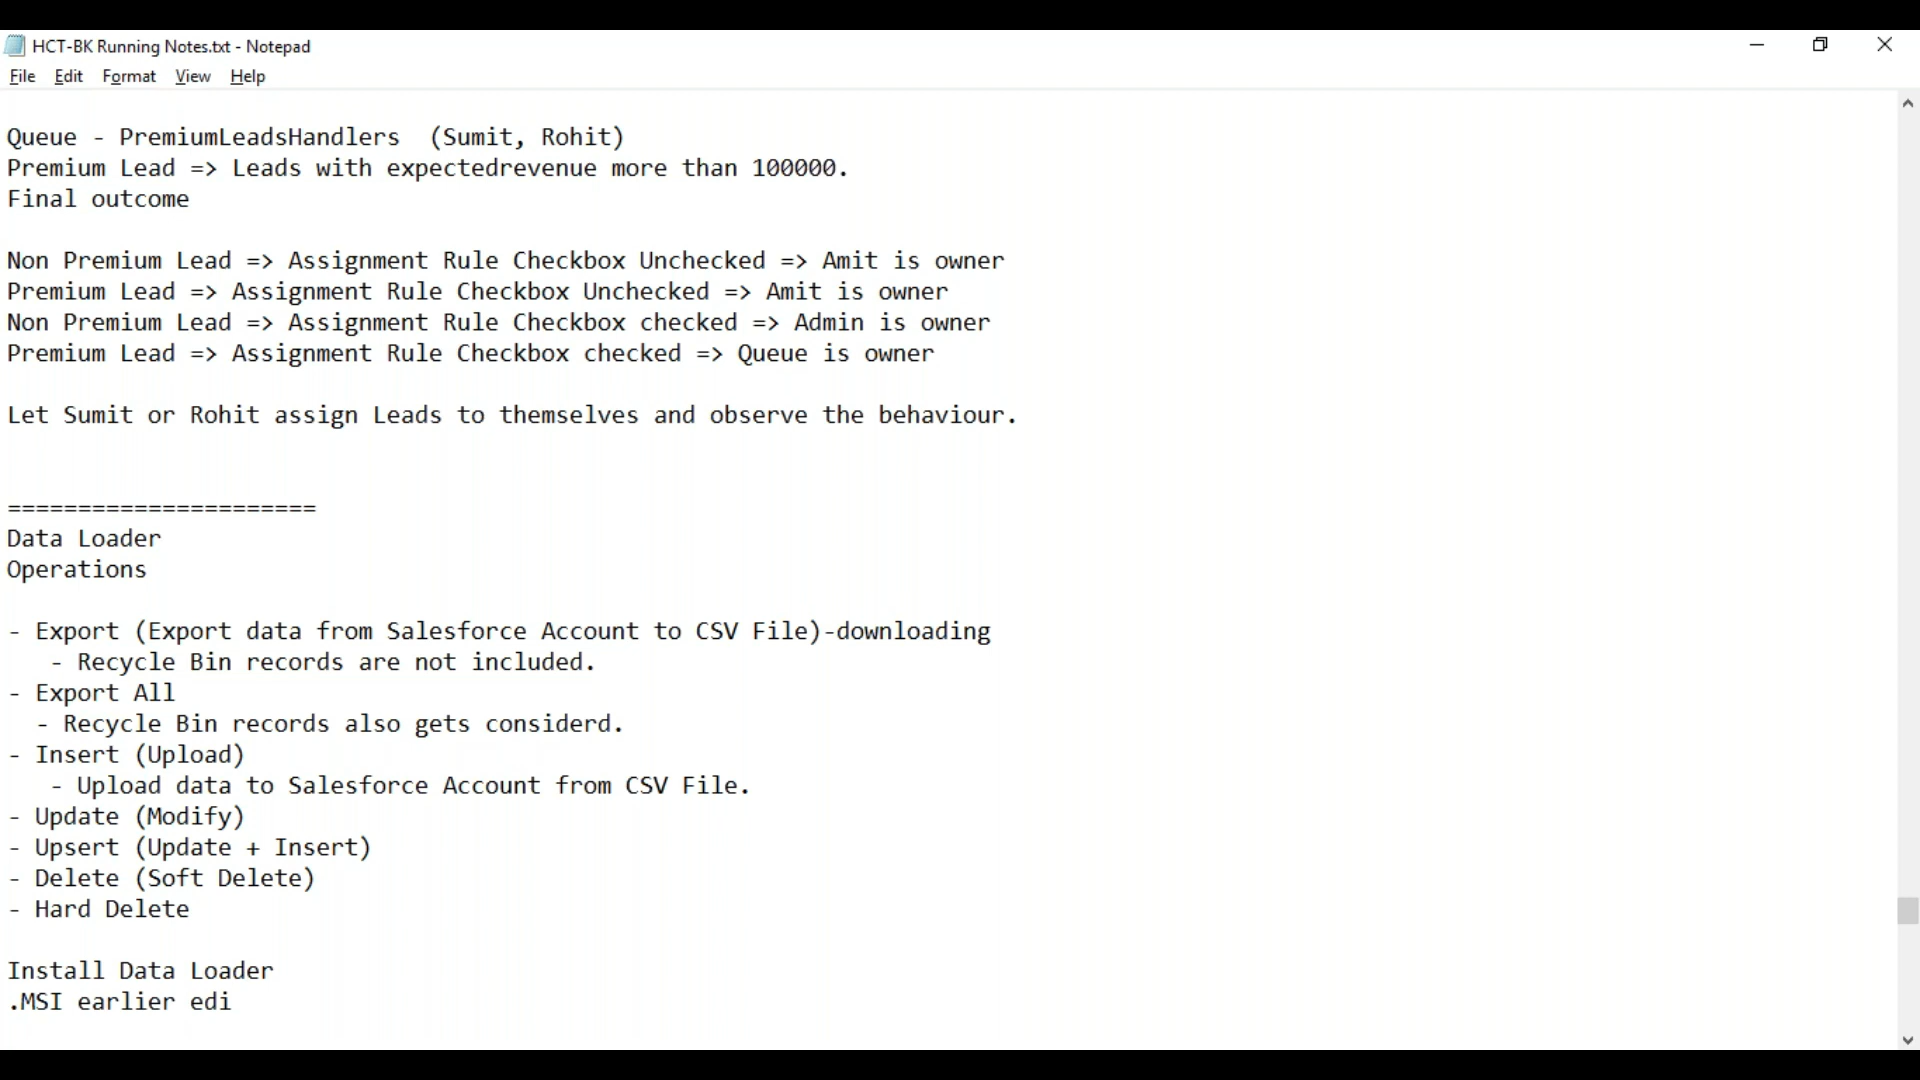 HCT-BK Running Notes.txt - Notepad
File Edit Format View Help
Queue - PremiumLeadsHandlers  (Sumit, Rohit)
Premium Lead => Leads with expectedrevenue more than 100000.
Final outcome
Non Premium Lead => Assignment Rule Checkbox Unchecked => Amit is owner
Premium Lead => Assignment Rule Checkbox Unchecked => Amit is owner
Non Premium Lead => Assignment Rule Checkbox checked => Admin is owner
Premium Lead => Assignment Rule Checkbox checked => Queue is owner
Let Sumit or Rohit assign Leads to themselves and observe the behaviour.
======================
Data Loader
Operations
- Export (Export data from Salesforce Account to CSV File)-downloading
   - Recycle Bin records are not included.
- Export All
  - Recycle Bin records also gets considerd.
- Insert (Upload)
   - Upload data to Salesforce Account from CSV File.
- Update (Modify)
- Upsert (Update + Insert)
- Delete (Soft Delete)
- Hard Delete
Install Data Loader
.MSI earlier edi